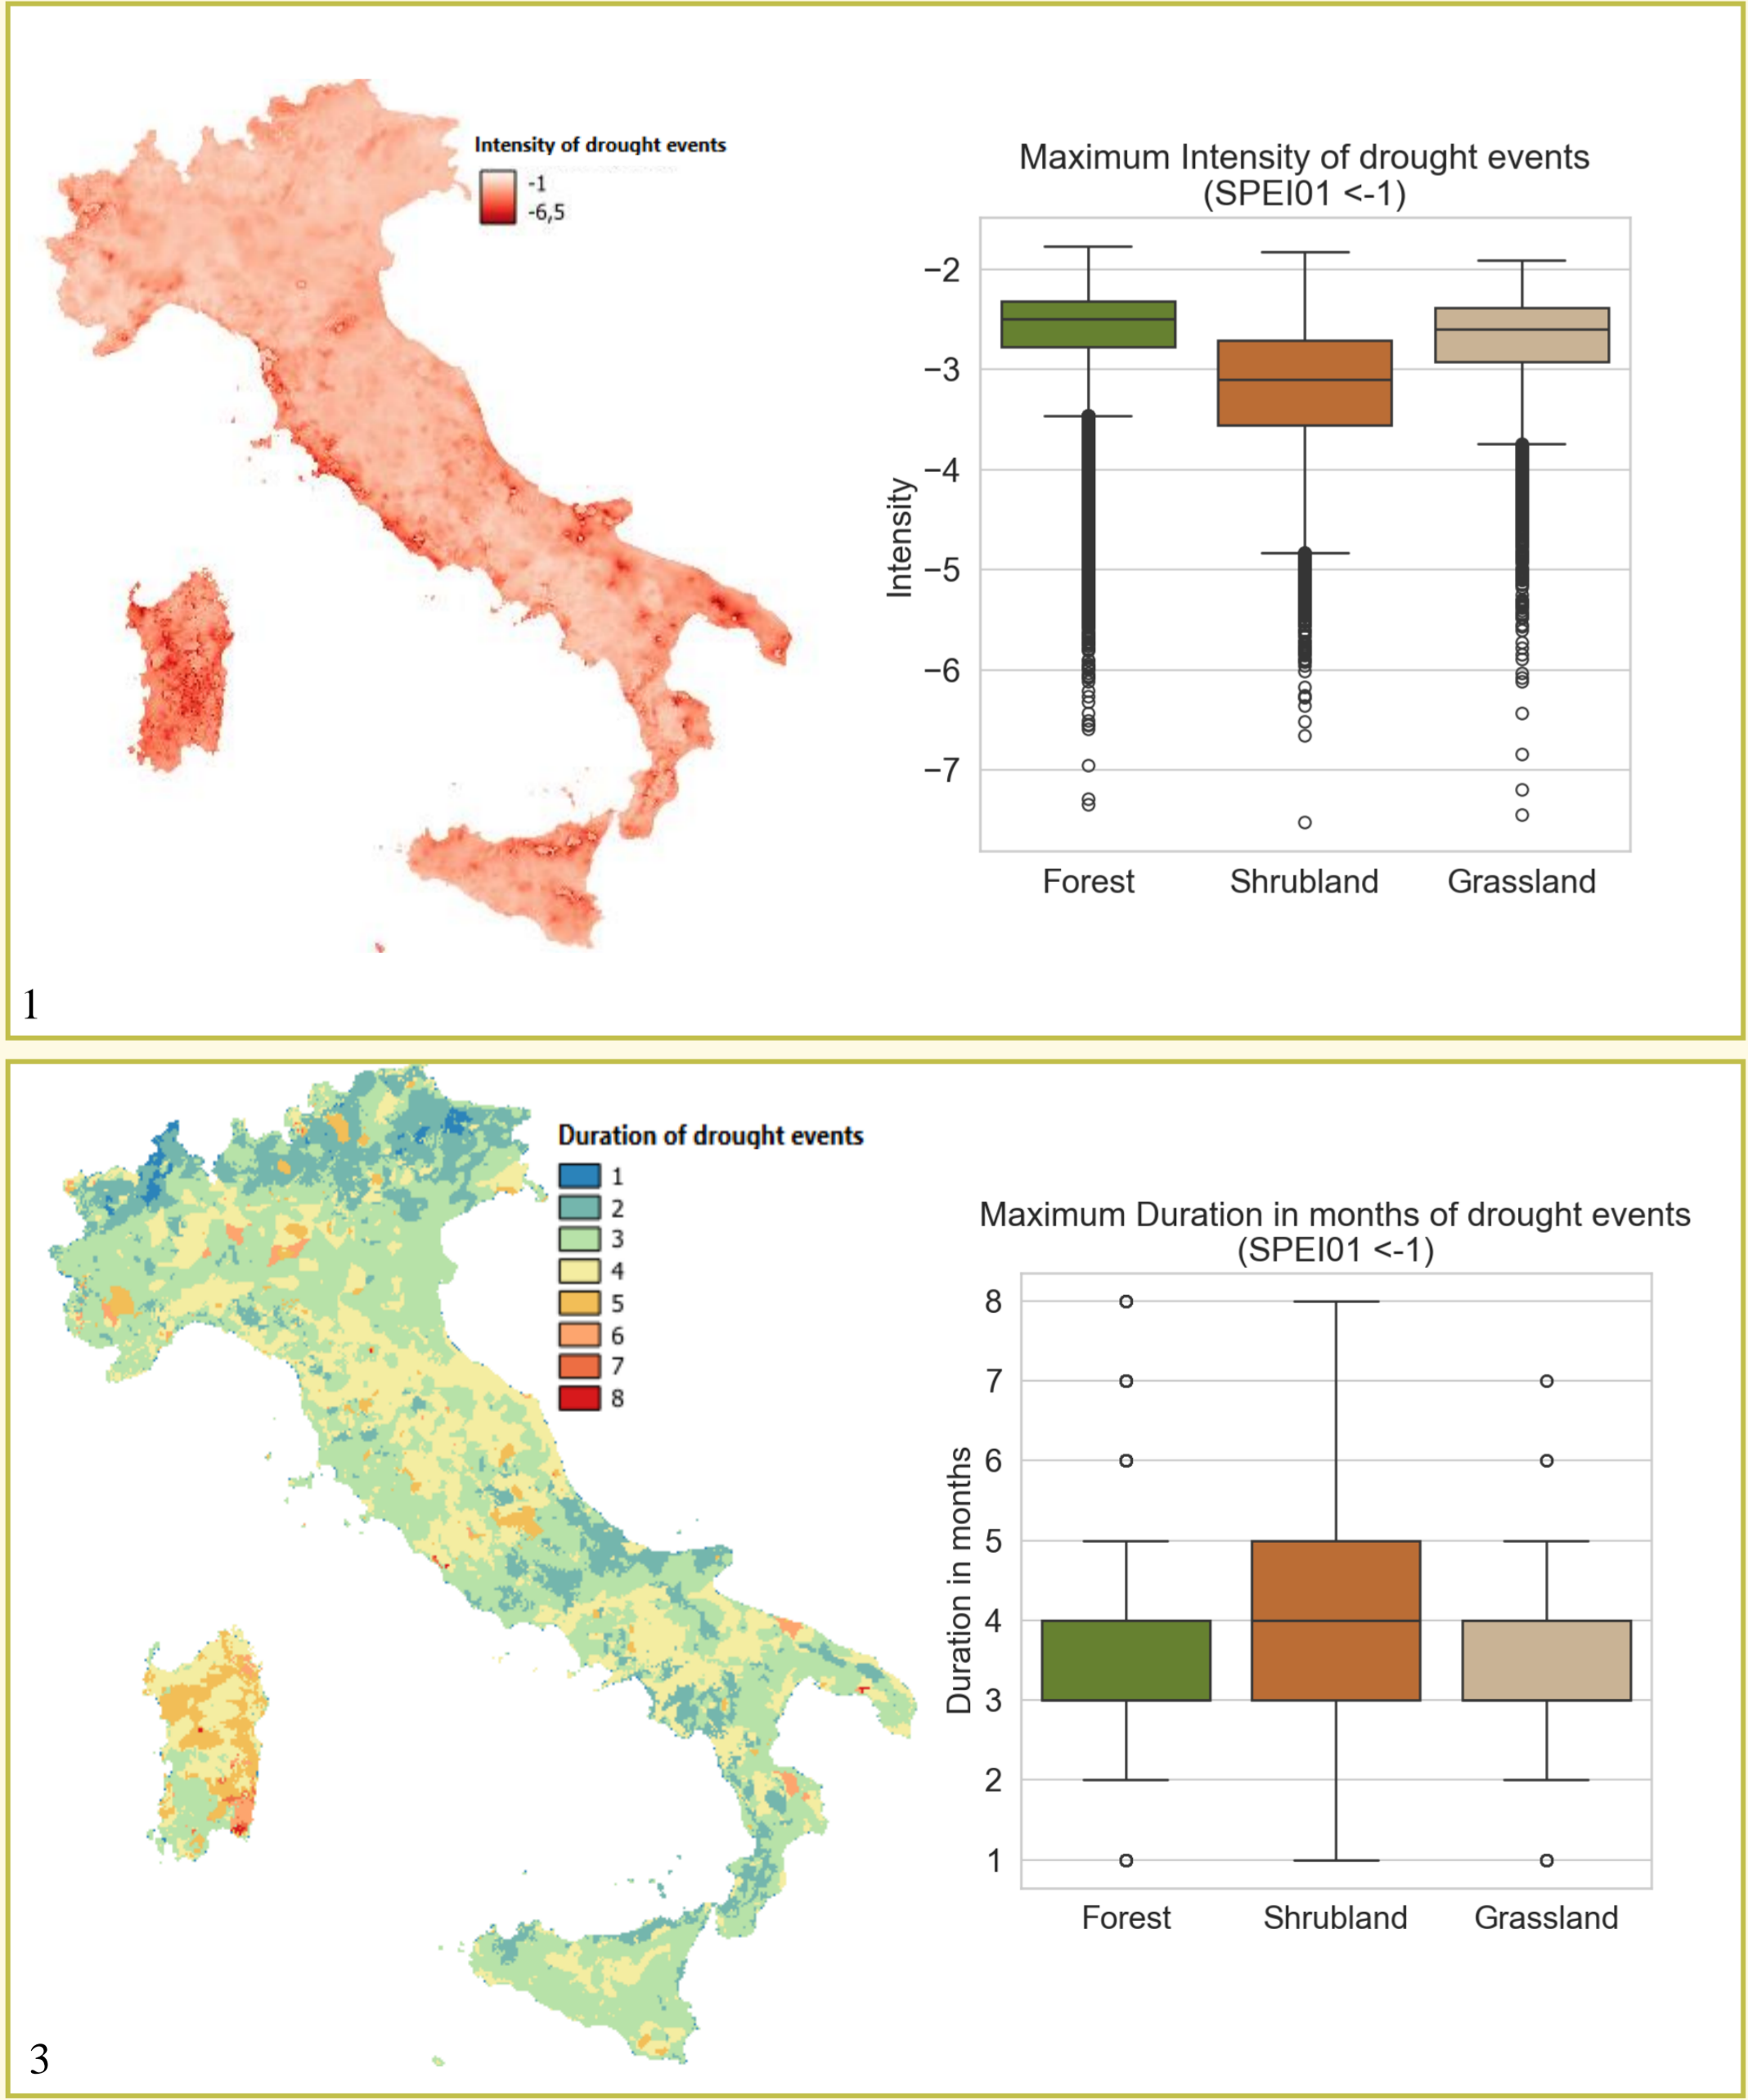 Intensity of drought events
-1
-6,5
Maximum Intensity of drought events
(SPEI01 <-1)
Intensity
−2
−3
−4
−5
−6
−7
Forest Shrubland Grassland
1
Duration of drought events
1
2
3
4
5
6
7
8
Maximum Duration in months of drought events
(SPEI01 <-1)
Duration in months
8
7
6
5
4
3
2
1
Forest Shrubland Grassland
3